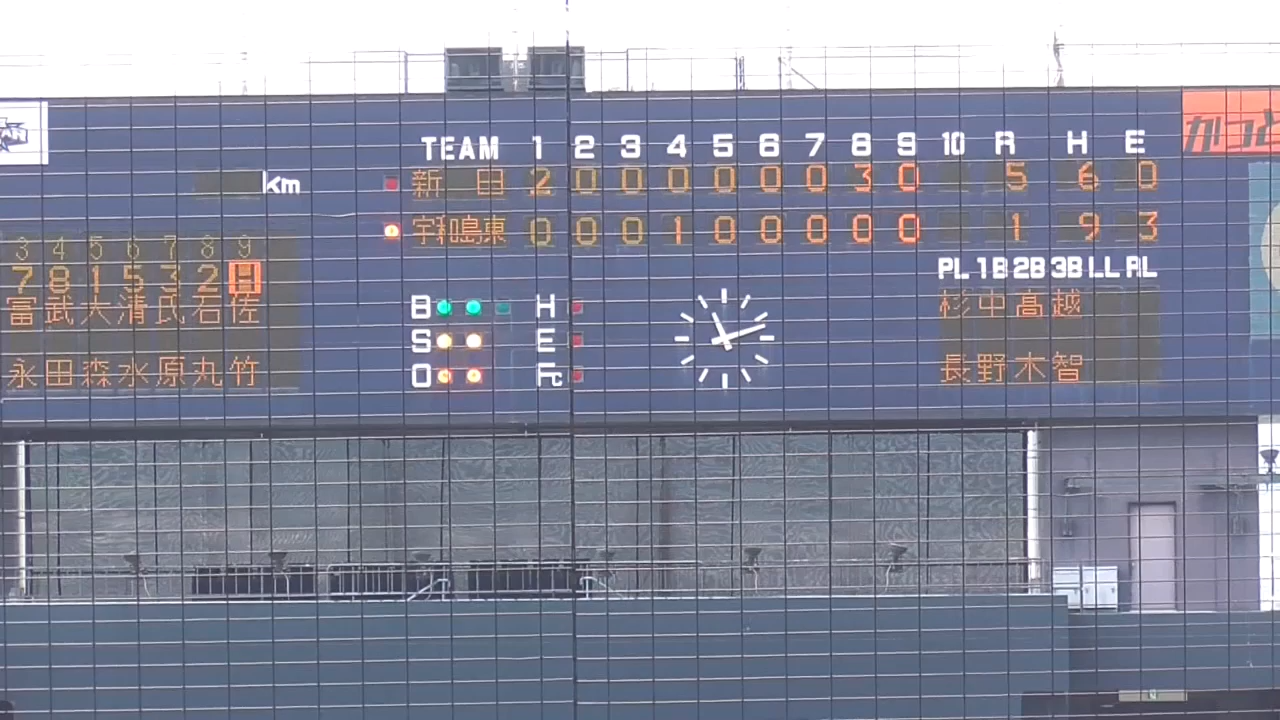 TEAM 1 2 3 4 5 6 7 8 9 10 R H E
Km
新田 2 0 0 0 0 0 0 3 0 5 6 0
宇和島東 0 0 0 1 0 0 0 0 0 1 9 3
3 4 5 6 7 8 9
7 8 1 5 3 2 9
富武大清氏石佐
永田森水原丸竹
B H
S E
O Fc
PL 1B 2B 3B LL RL
杉中高越
長野木智
かっと